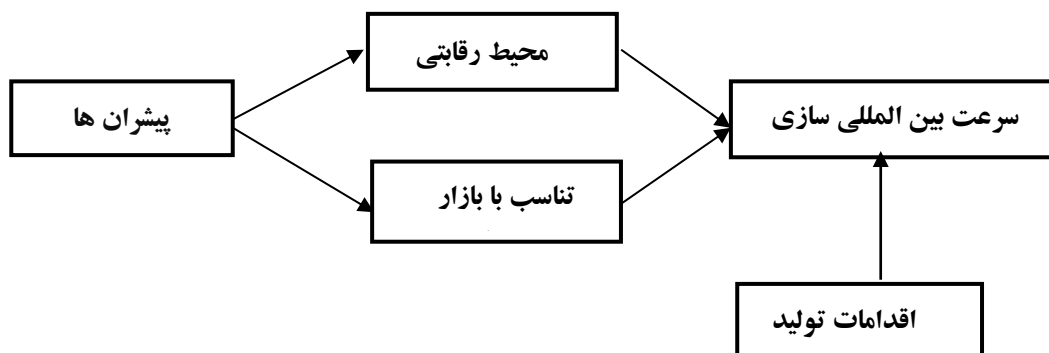 محیط رقابتی
پیشران ها
سرعت بین المللی سازی
تناسب با بازار
اقدامات تولید